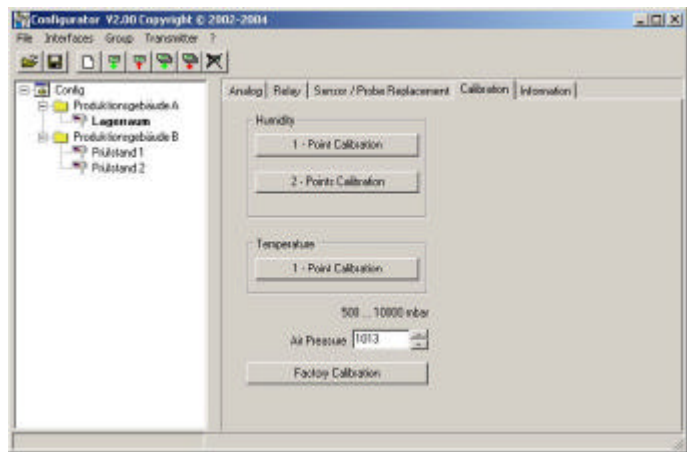 Configurator V2.00 Copyright © 2002-2004
File Interfaces Group Transmitter ?
Config
Produktionsgebäude A
Lagerraum
Produktionsgebäude B
Prüfstand 1
Prüfstand 2
Analog Relay Sensor / Probe Replacement Calibration Information
Humidity
1 - Point Calibration
2 - Points Calibration
Temperature
1 - Point Calibration
500 ... 10000 mbar
Air Pressure 1013
Factory Calibration